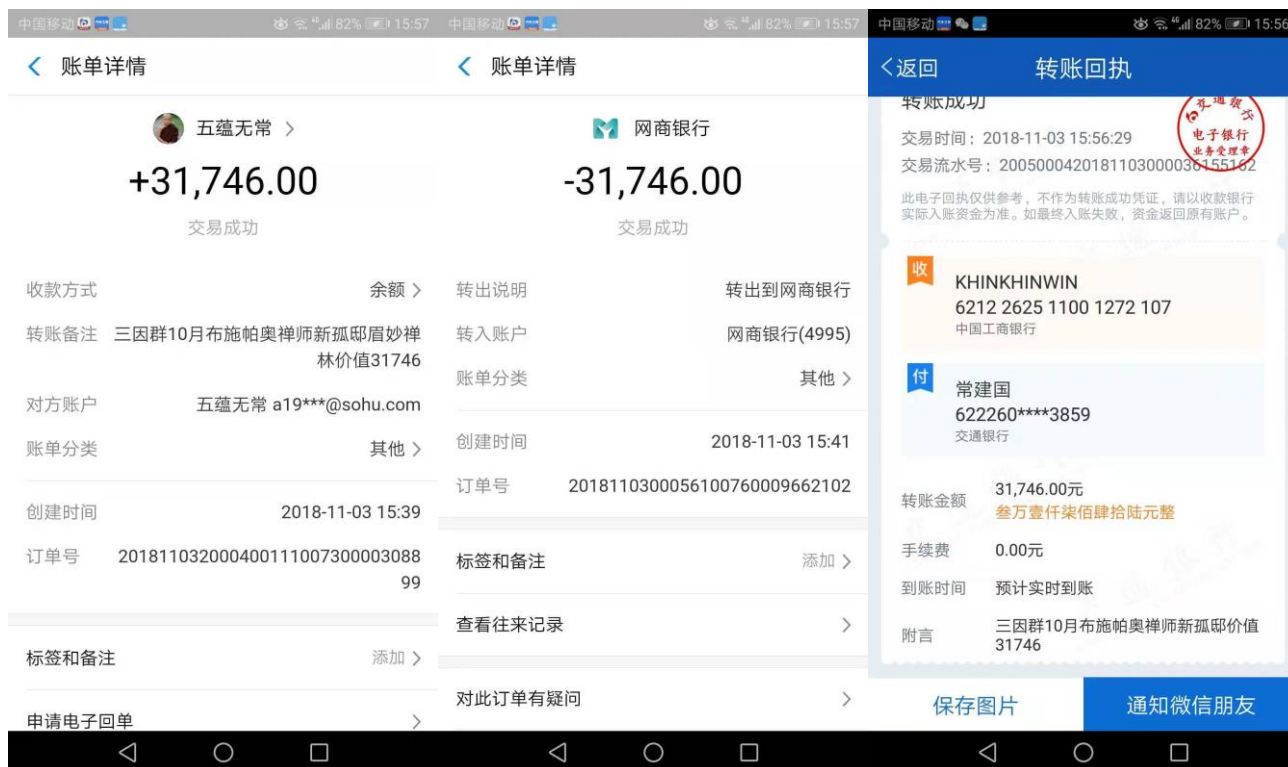 中国移动
82% 15:57
账单详情
五蕴无常
+31,746.00
交易成功
收款方式 余额
转账备注 三因群10月布施帕奥禅师新孤邸眉妙禅
林价值31746
对方账户 五蕴无常 a19***@sohu.com
账单分类 其他
创建时间 2018-11-03 15:39
订单号 201811032000400111007300003088
99
标签和备注 添加
申请电子回单
中国移动
82% 15:57
账单详情
网商银行
-31,746.00
交易成功
转出说明 转出到网商银行
转入账户 网商银行(4995)
账单分类 其他
创建时间 2018-11-03 15:41
订单号 20181103000561007600096621​02
标签和备注 添加
查看往来记录
对此订单有疑问
中国移动
82% 15:56
返回 转账回执
转账成功
交通银行
电子银行
业务受理章
交易时间：2018-11-03 15:56:29
交易流水号：2005000420181103000036155162
此电子回执仅供参考，不作为转账成功凭证，请以收款银行
实际入账资金为准。如最终入账失败，资金返回原有账户。
收
KHINKHINWIN
6212 2625 1100 1272 107
中国工商银行
付
常建国
622260****3859
交通银行
转账金额 31,746.00元
叁万壹仟柒佰肆拾陆元整
手续费 0.00元
到账时间 预计实时到账
附言 三因群10月布施帕奥禅师新孤邸价值
31746
保存图片 通知微信朋友